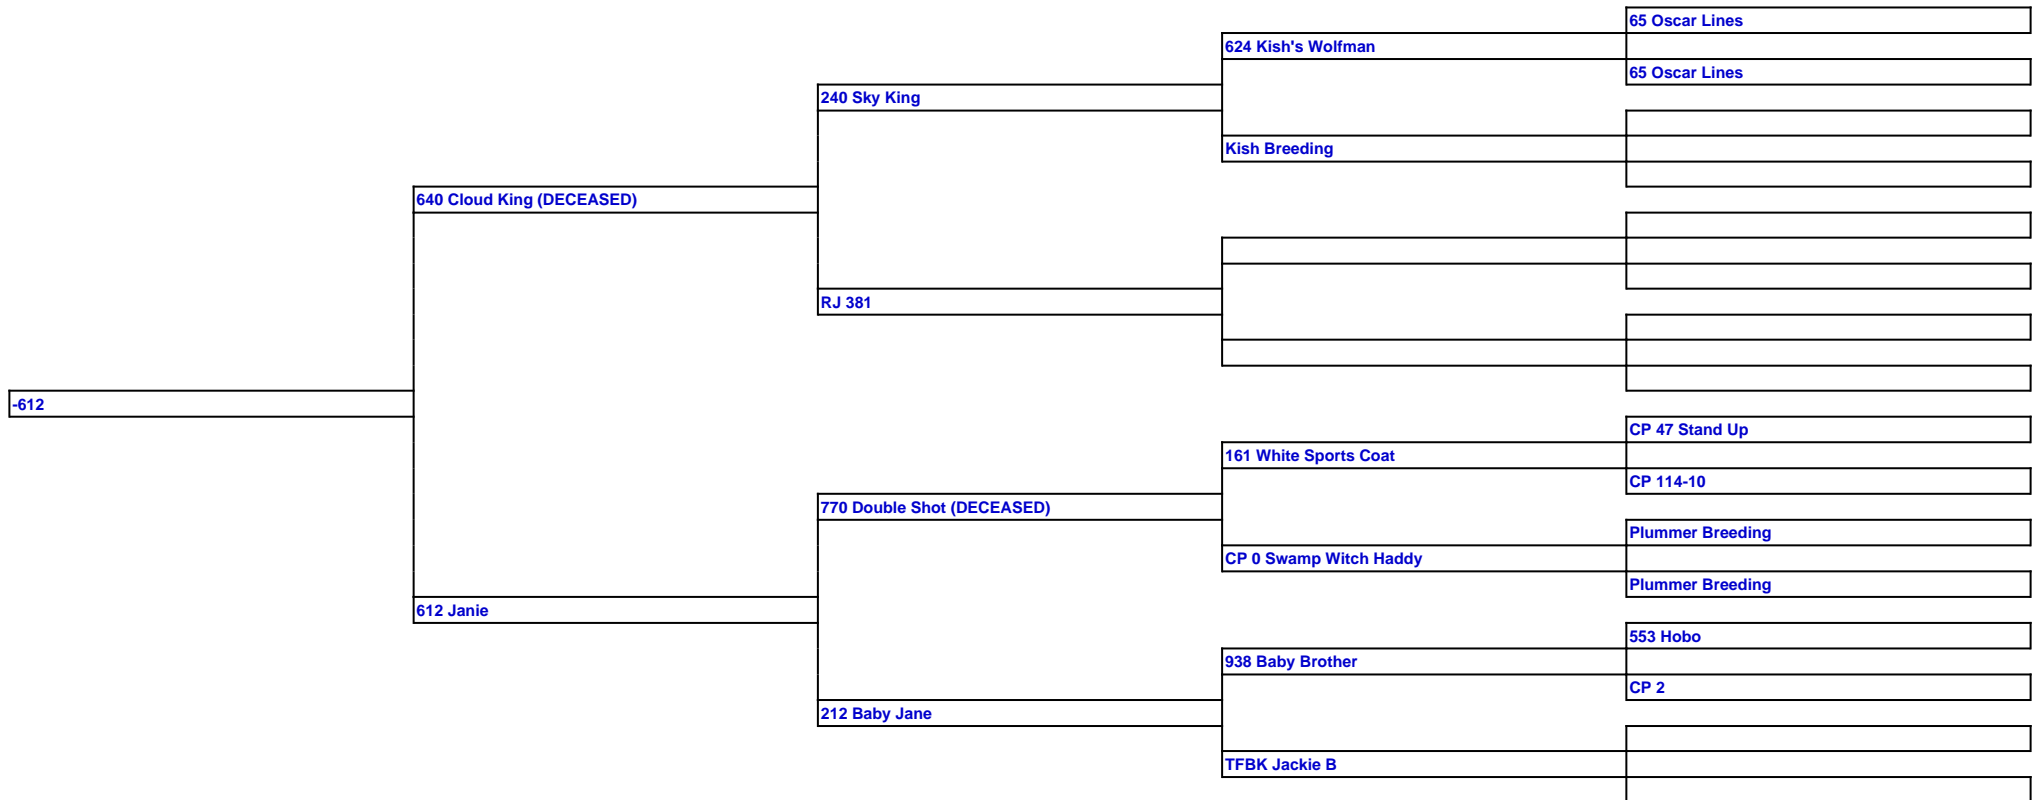 65 Oscar Lines
624 Kish's Wolfman
65 Oscar Lines
240 Sky King
Kish Breeding
640 Cloud King (DECEASED)
RJ 381
-612
CP 47 Stand Up
161 White Sports Coat
CP 114-10
770 Double Shot (DECEASED)
Plummer Breeding
CP 0 Swamp Witch Haddy
Plummer Breeding
612 Janie
553 Hobo
938 Baby Brother
CP 2
212 Baby Jane
TFBK Jackie B